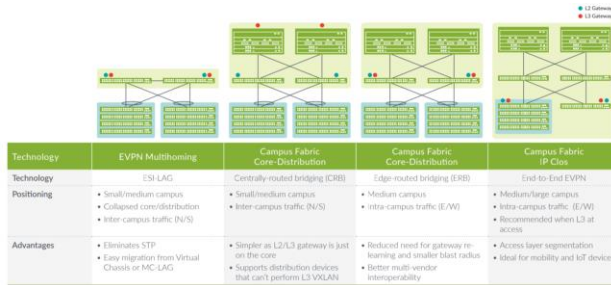 L2 Gateway
L3 Gateway
Technology
EVPN Multihoming
Campus Fabric
Core-Distribution
Campus Fabric
Core-Distribution
Campus Fabric
IP Clos
Technology
ESI-LAG
Centrally-routed bridging (CRB)
Edge-routed bridging (ERB)
End-to-End EVPN
Positioning
• Small/medium campus
• Collapsed core/distribution
• Inter-campus traffic (N/S)
• Small/medium campus
• Inter-campus traffic (N/S)
• Medium campus
• Intra-campus traffic (E/W)
• Medium/large campus
• Intra-campus traffic (E/W)
• Recommended when L3 at
access
Advantages
• Eliminates STP
• Easy migration from Virtual
Chassis or MC-LAG
• Simpler as L2/L3 gateway is just
on the core
• Supports distribution devices
that can't perform L3 VXLAN
• Reduced need for gateway re-
learning and smaller blast radius
• Better multi-vendor
interoperability
• Access layer segmentation
• Ideal for mobility and IoT device